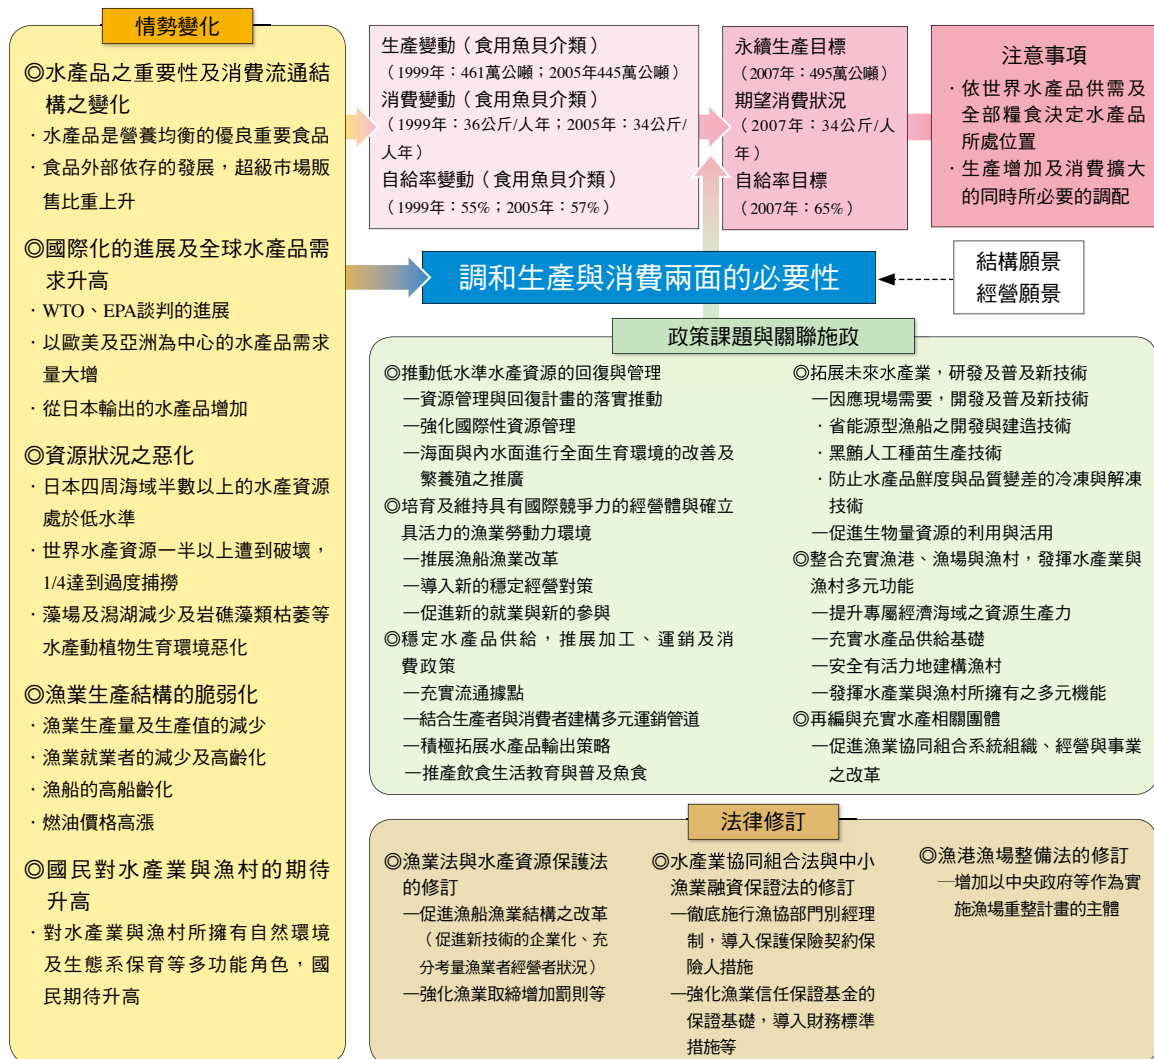 情勢變化
◎水產品之重要性及消費流通結
構之變化
‧水產品是營養均衡的優良重要食品
‧食品外部依存的發展，超級市場販
售比重上升
◎國際化的進展及全球水產品需
求升高
‧WTO、EPA談判的進展
‧以歐美及亞洲為中心的水產品需求
量大增
‧從日本輸出的水產品增加
◎資源狀況之惡化
‧日本四周海域半數以上的水產資源
處於低水準
‧世界水產資源一半以上遭到破壞，
1/4達到過度捕撈
‧藻場及潟湖減少及岩礁藻類枯萎等
水產動植物生育環境惡化
◎漁業生產結構的脆弱化
‧漁業生產量及生產值的減少
‧漁業就業者的減少及高齡化
‧漁船的高船齡化
‧燃油價格高漲
◎國民對水產業與漁村的期待
升高
‧對水產業與漁村所擁有自然環境
及生態系保育等多功能角色，國
民期待升高
生產變動（食用魚貝介類）
（1999年：461萬公噸；2005年445萬公噸）
消費變動（食用魚貝介類）
（1999年：36公斤/人年；2005年：34公斤/
人年）
自給率變動（食用魚貝介類）
（1999年：55%；2005年：57%）
永續生產目標
（2007年：495萬公噸）
期望消費狀況
（2007年：34公斤/人
年）
自給率目標
（2007年：65%）
注意事項
‧依世界水產品供需及
全部糧食決定水產品
所處位置
‧生產增加及消費擴大
的同時所必要的調配
調和生產與消費兩面的必要性
結構願景
經營願景
政策課題與關聯施政
◎推動低水準水產資源的回復與管理
—資源管理與回復計畫的落實推動
—強化國際性資源管理
—海面與內水面進行全面生育環境的改善及
繁養殖之推廣
◎培育及維持具有國際競爭力的經營體與確立
具活力的漁業勞動力環境
—推展漁船漁業改革
—導入新的穩定經營對策
—促進新的就業與新的參與
◎穩定水產品供給，推展加工、運銷及消
費政策
—充實流通據點
—結合生產者與消費者建構多元運銷管道
—積極拓展水產品輸出策略
—推產飲食生活教育與普及魚食
◎拓展未來水產業，研發及普及新技術
—因應現場需要，開發及普及新技術
‧省能源型漁船之開發與建造技術
‧黑鮪人工種苗生產技術
‧防止水產品鮮度與品質變差的冷凍與解凍
技術
—促進生物量資源的利用與活用
◎整合充實漁港、漁場與漁村，發揮水產業與
漁村多元功能
—提升專屬經濟海域之資源生產力
—充實水產品供給基礎
—安全有活力地建構漁村
—發揮水產業與漁村所擁有之多元機能
◎再編與充實水產相關團體
—促進漁業協同組合系統組織、經營與事業
之改革
法律修訂
◎漁業法與水產資源保護法
的修訂
—促進漁船漁業結構之改革
（促進新技術的企業化、充
分考量漁業者經營者狀況）
—強化漁業取締增加罰則等
◎水產業協同組合法與中小
漁業融資保證法的修訂
—徹底施行漁協部門別經理
制，導入保護保險契約保
險人措施
—強化漁業信任保證基金的
保證基礎，導入財務標準
措施等
◎漁港漁場整備法的修訂
—增加以中央政府等作為實
施漁場重整計畫的主體